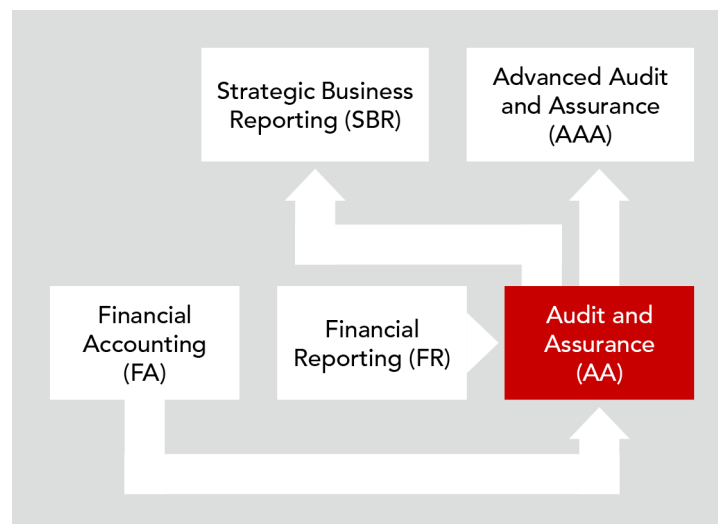 Strategic Business
Reporting (SBR)
Advanced Audit
and Assurance
(AAA)
Financial
Accounting
(FA)
Financial
Reporting (FR)
Audit and
Assurance
(AA)